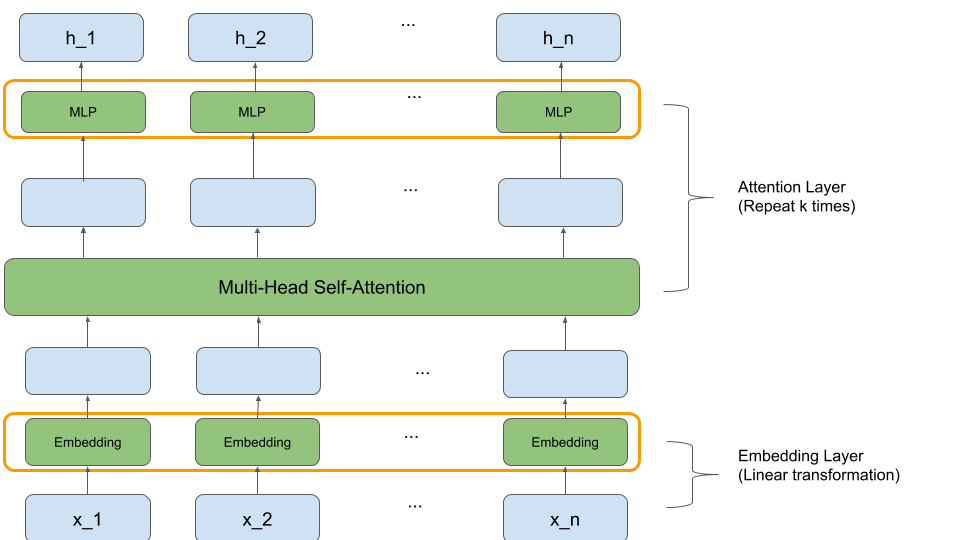 h_1 h_2 ... h_n
MLP MLP ... MLP
...
Attention Layer
(Repeat k times)
Multi-Head Self-Attention
...
Embedding Embedding ... Embedding
Embedding Layer
(Linear transformation)
x_1 x_2 ... x_n